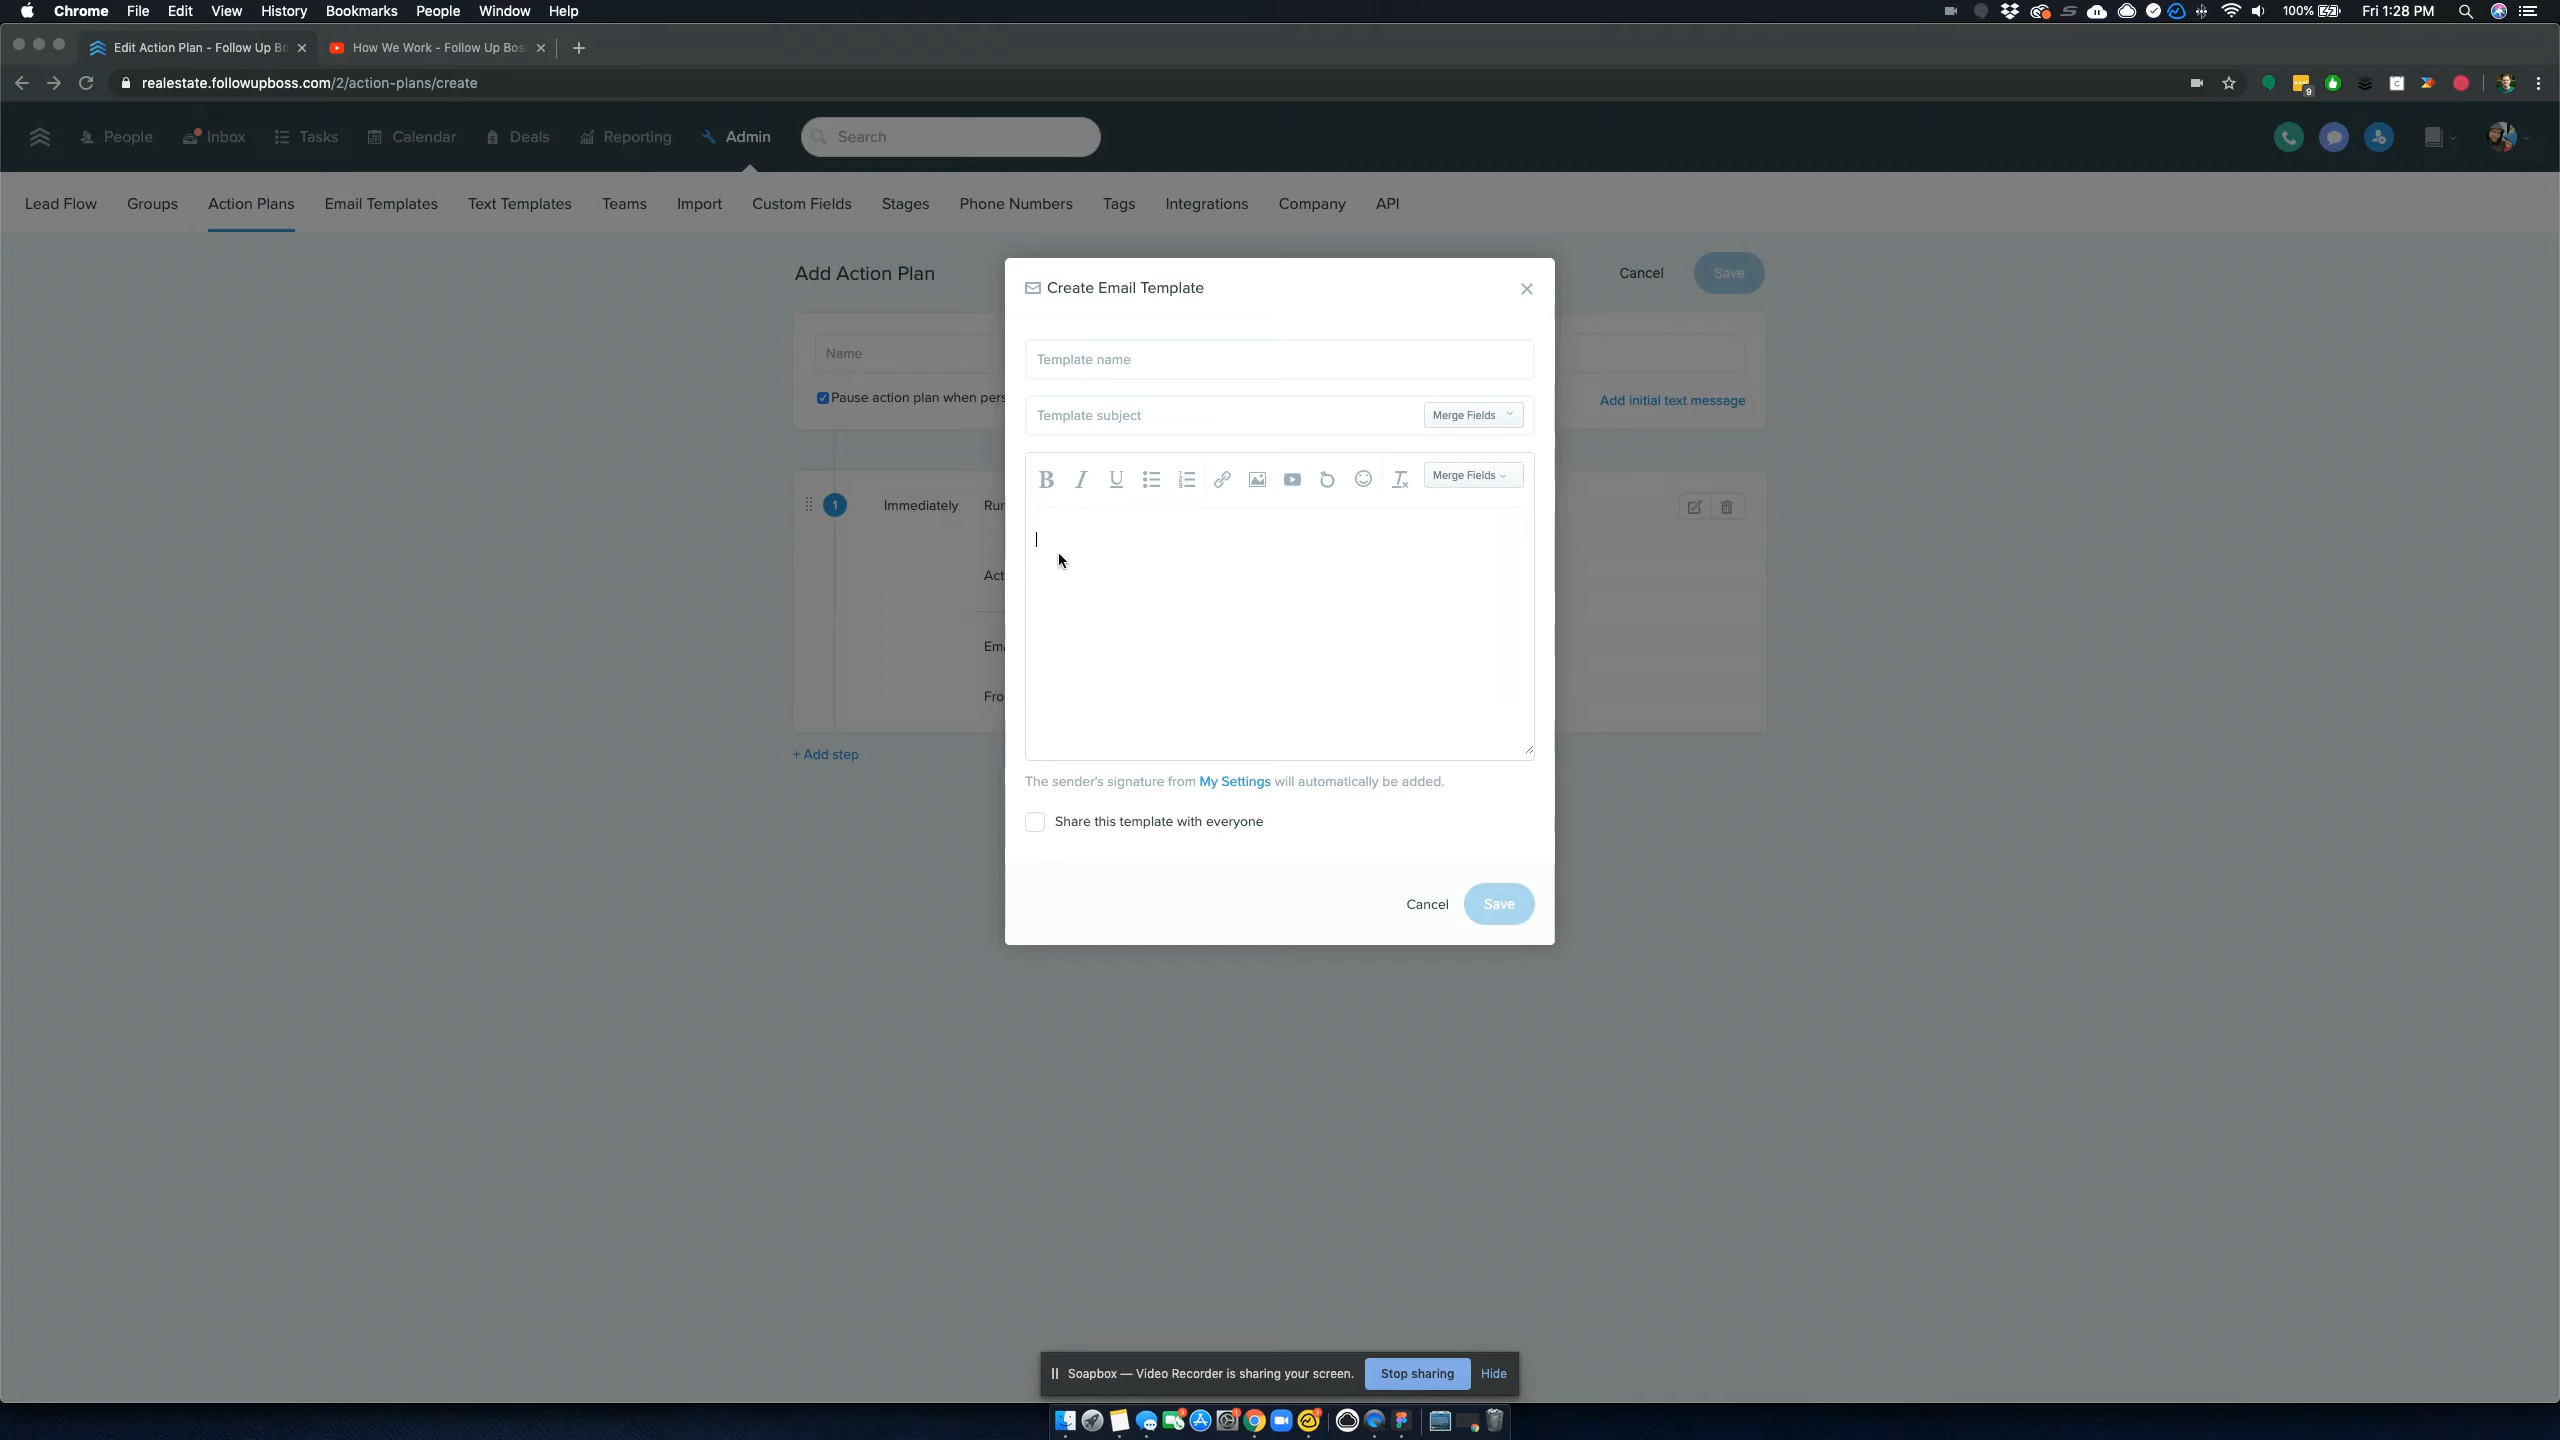 Chrome File Edit View History Bookmarks People Window Help
100% Fri 1:28 PM
Edit Action Plan - Follow Up Bo
How We Work - Follow Up Bos
realestate.followupboss.com/2/action-plans/create
9
People Inbox Tasks Calendar Deals Reporting Admin Search
Lead Flow Groups Action Plans Email Templates Text Templates Teams Import Custom Fields Stages Phone Numbers Tags Integrations Company API
Add Action Plan
Cancel Save
Name
Pause action plan when pers
Add initial text message
1 Immediately Run
Act
Ema
Fro
+ Add step
Create Email Template
Template name
Template subject
Merge Fields
B I U
Merge Fields
The sender's signature from My Settings will automatically be added.
Share this template with everyone
Cancel Save
Soapbox — Video Recorder is sharing your screen. Stop sharing Hide